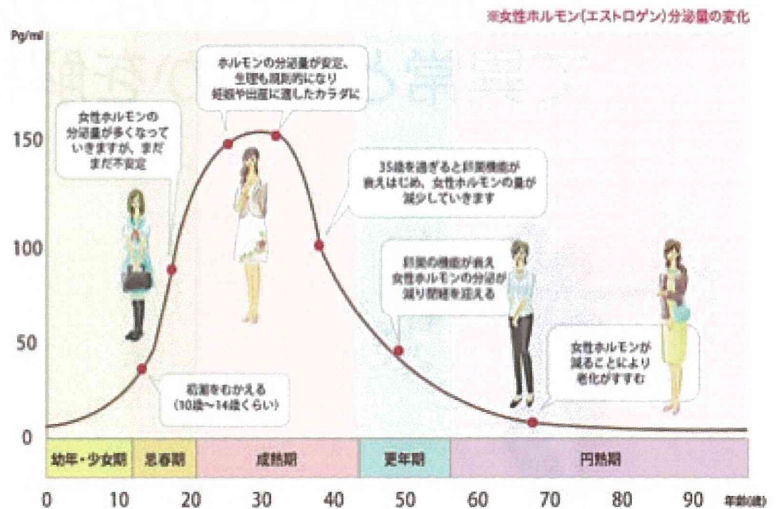 ※女性ホルモン(エストロゲン)分泌量の変化
Pg/ml
ホルモンの分泌量が安定、
生理も規則的になり
妊娠や出産に適したカラダに
女性ホルモンの
分泌量が多くなって
いきますが、まだ
まだ不安定
150
35歳を過ぎると卵巣機能が
衰えはじめ、女性ホルモンの量が
減少していきます
100
卵巣の機能が衰え
女性ホルモンの分泌が
減り閉経を迎える
50
女性ホルモンが
減ることにより
老化がすすむ
初潮をむかえる
(10歳〜14歳くらい)
0
幼年・少女期 思春期 成熟期 更年期 円熟期
0 10 20 30 40 50 60 70 80 90 年齢(歳)